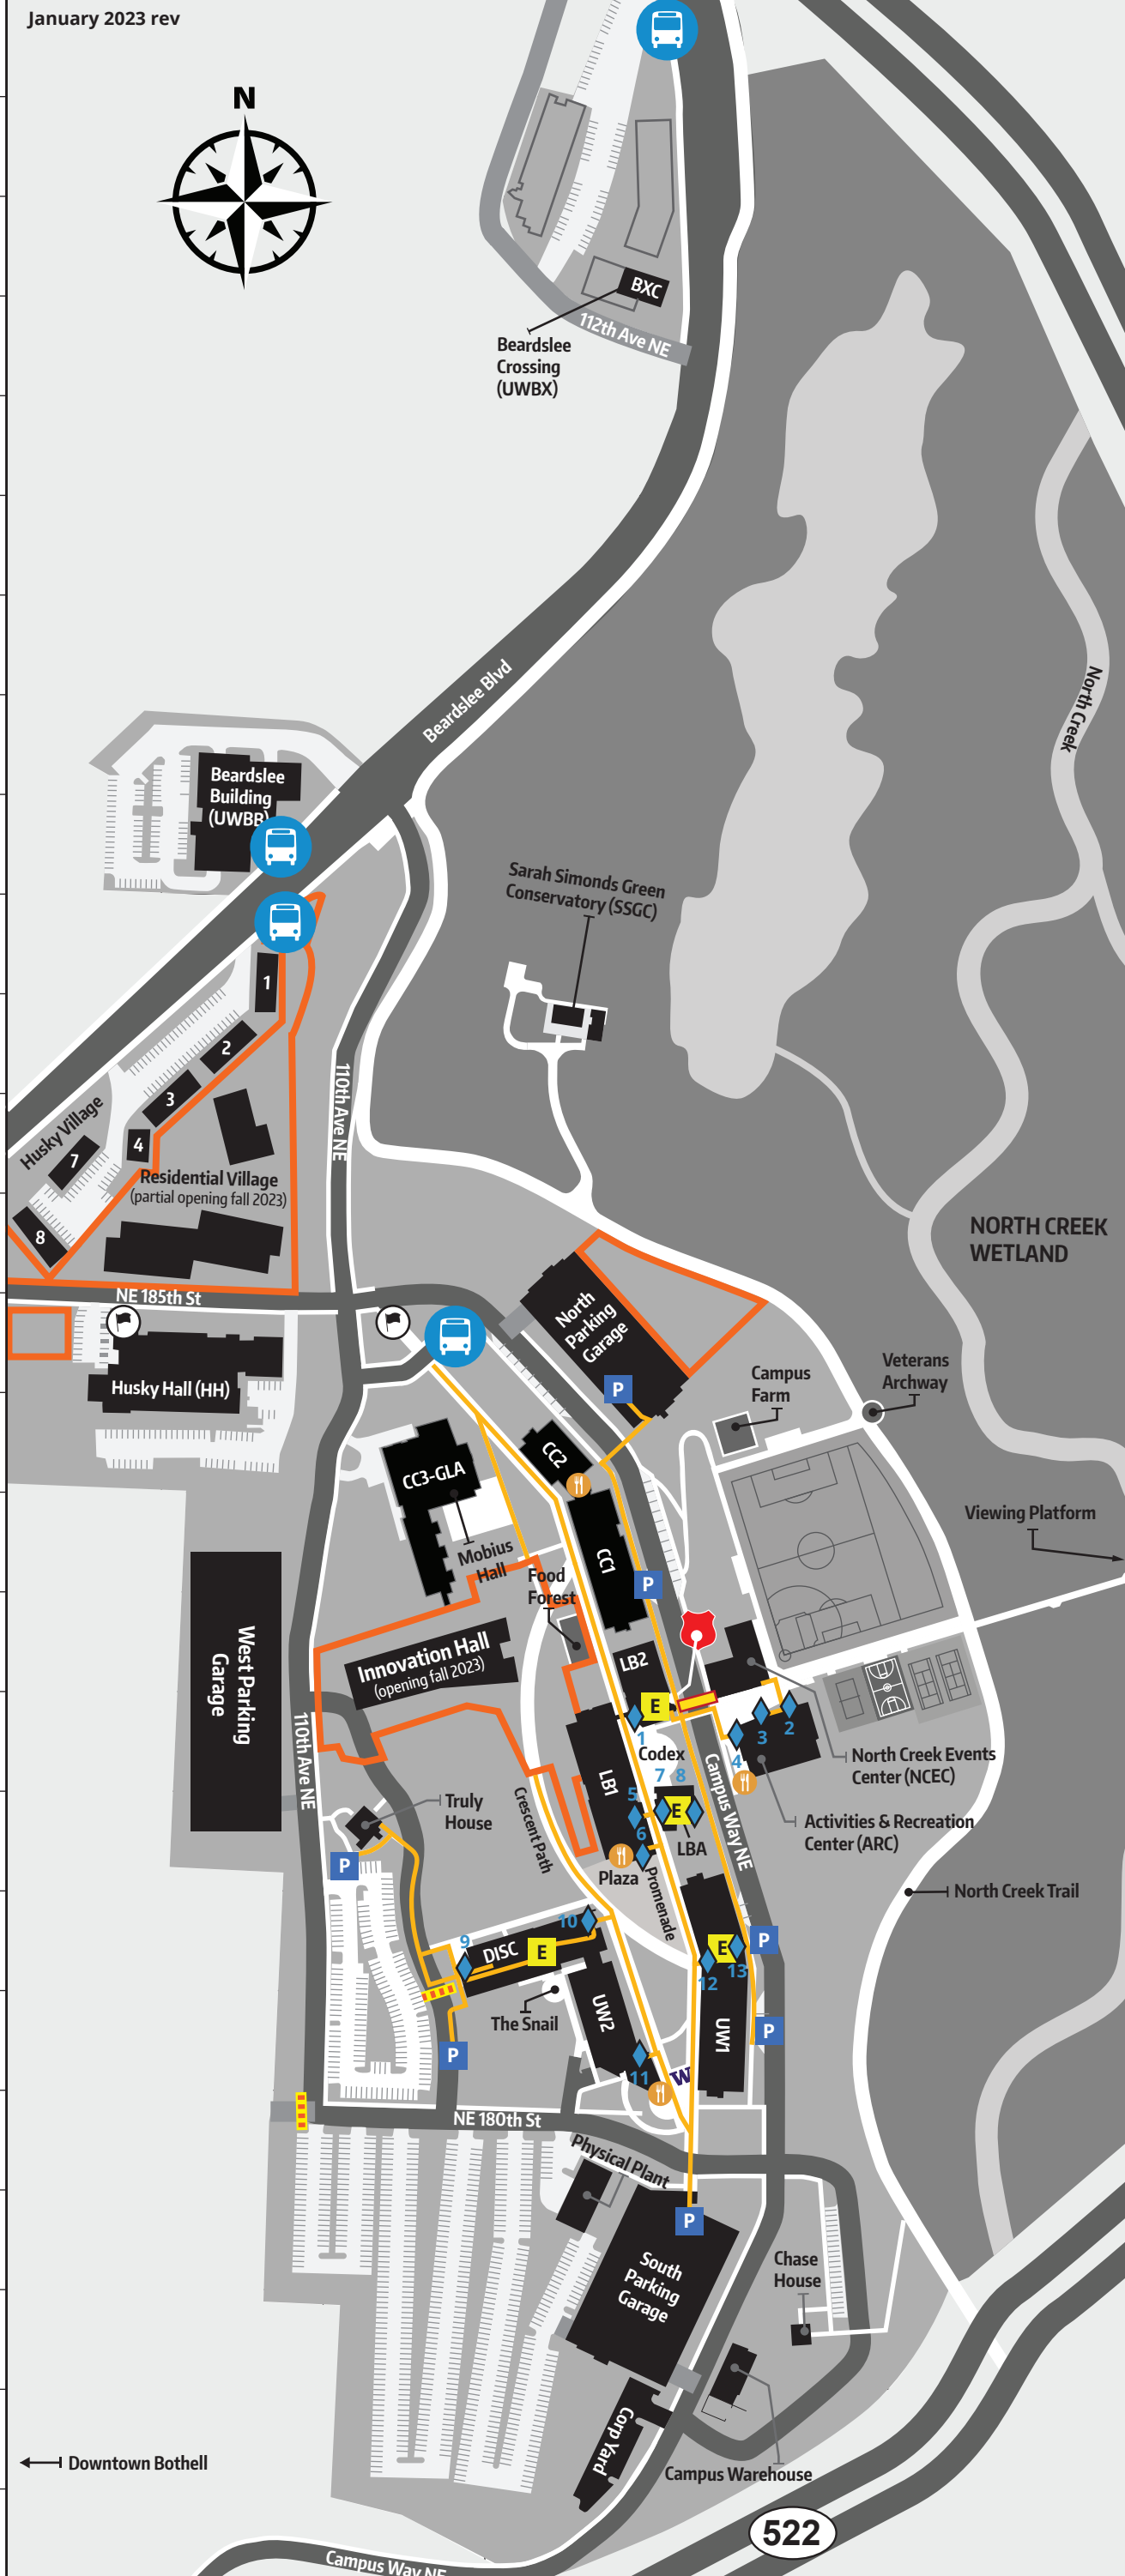 January 2023 rev
N
BXC
112th Ave NE
Beardslee
Crossing
(UWBX)
Beardslee Blvd
North Creek
Beardslee
Building
(UWBB)
Sarah Simonds Green
Conservatory (SSGC)
1
2
3
4
Husky Village
7
8
110th Ave NE
Residential Village
(partial opening fall 2023)
NORTH CREEK
WETLAND
NE 185th St
North
Parking
Garage
P
Husky Hall (HH)
Campus
Farm
Veterans
Archway
CC2
CC3-GLA
Viewing Platform
Mobius
Hall
CC1
Food
Forest
P
West Parking
Garage
Innovation Hall
(opening fall 2023)
LB2
E
1
2
3
4
110th Ave NE
Codex
7 8
North Creek Events
Center (NCEC)
LB1
5
E
6
Campus Way NE
Truly
House
Crescent Path
Activities & Recreation
Center (ARC)
LBA
P
Plaza
Promenade
North Creek Trail
10
9
DISC
E
E
P
12
13
The Snail
UW2
UW1
P
P
11
W
NE 180th St
Physical Plant
P
South
Parking
Garage
Chase
House
Corp Yard
Downtown Bothell
Campus Warehouse
522
Campus Way NE